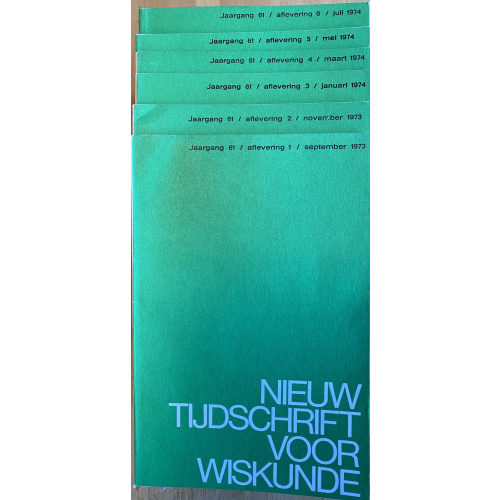 Jaargang 61 / aflevering 6 / juli 1974
Jaargang 61 / aflevering 5 / mei 1974
Jaargang 61 / aflevering 4 / maart 1974
Jaargang 61 / aflevering 3 / januari 1974
Jaargang 61 / aflevering 2 / november 1973
Jaargang 61 / aflevering 1 / september 1973
NIEUW
TIJDSCHRIFT
VOOR
WISKUNDE